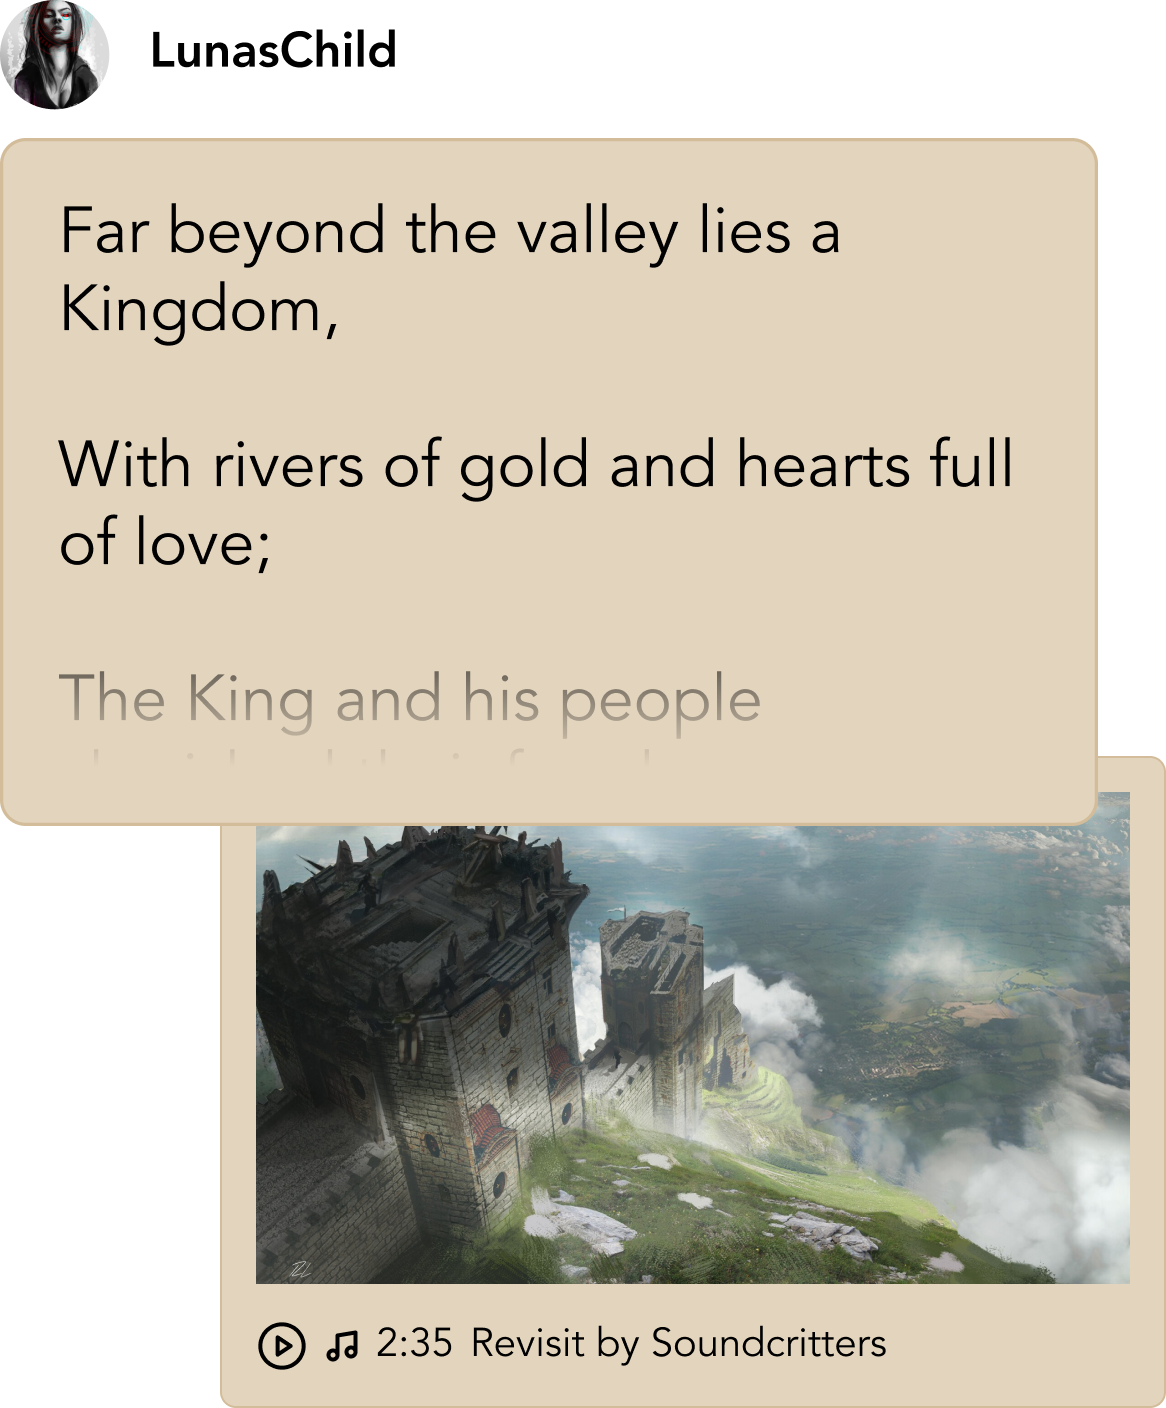 LunasChild
Far beyond the valley lies a
Kingdom,
With rivers of gold and hearts full
of love;
The King and his people
2:35 Revisit by Soundcritters